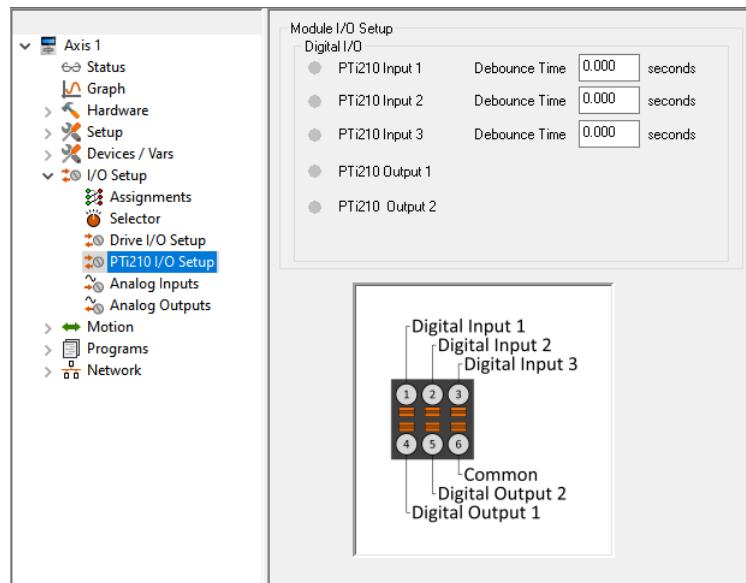 Axis 1
Status
Graph
Hardware
Setup
Devices / Vars
I/O Setup
Assignments
Selector
Drive I/O Setup
PTi210 I/O Setup
Analog Inputs
Analog Outputs
Motion
Programs
Network
Module I/O Setup
Digital I/O
PTi210 Input 1 Debounce Time 0.000 seconds
PTi210 Input 2 Debounce Time 0.000 seconds
PTi210 Input 3 Debounce Time 0.000 seconds
PTi210 Output 1
PTi210 Output 2
Digital Input 1
Digital Input 2
Digital Input 3
1 2 3
4 5 6
Common
Digital Output 2
Digital Output 1